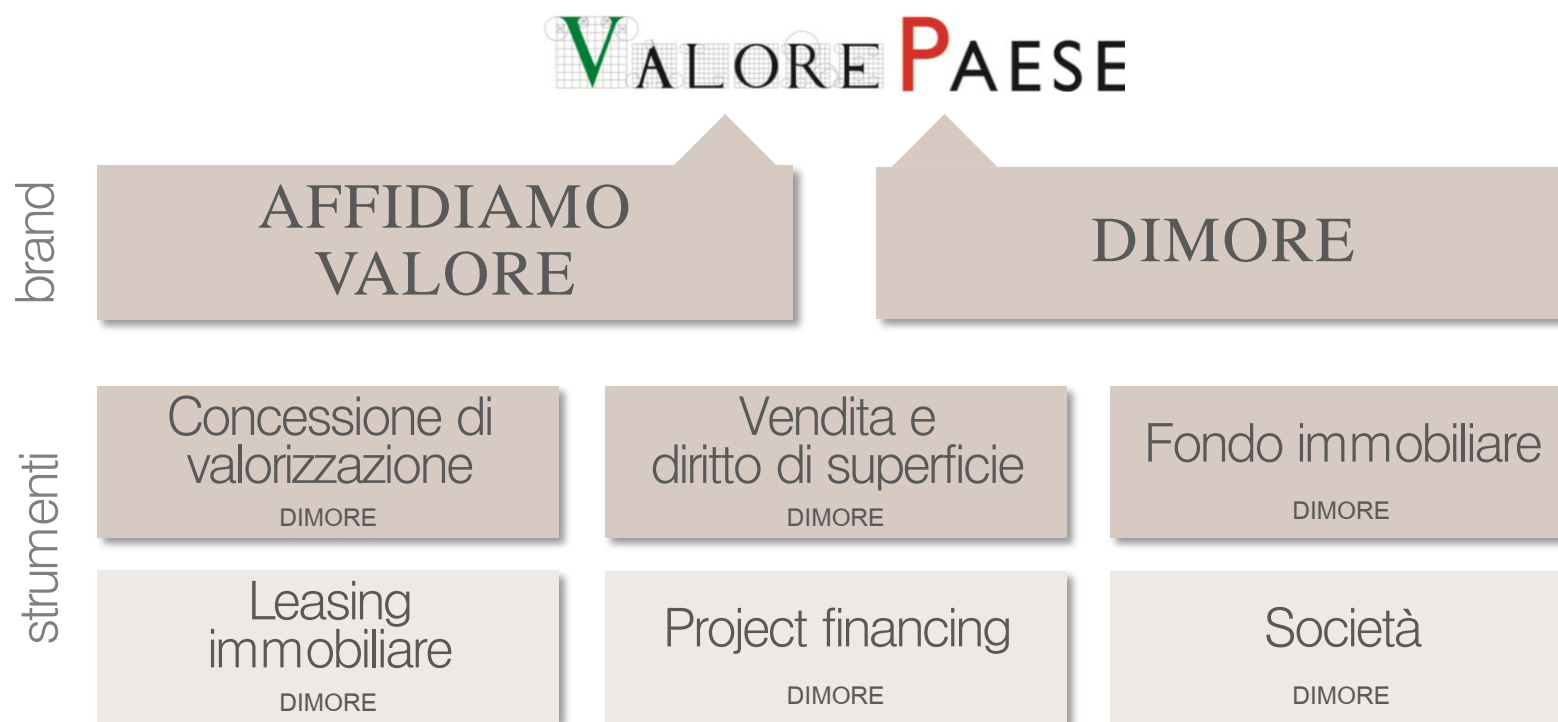 VALORE PAESE
brand
AFFIDIAMO
VALORE
DIMORE
strumenti
Concessione di
valorizzazione
DIMORE
Vendita e
diritto di superficie
DIMORE
Fondo immobiliare
DIMORE
Leasing
immobiliare
DIMORE
Project financing
DIMORE
Società
DIMORE